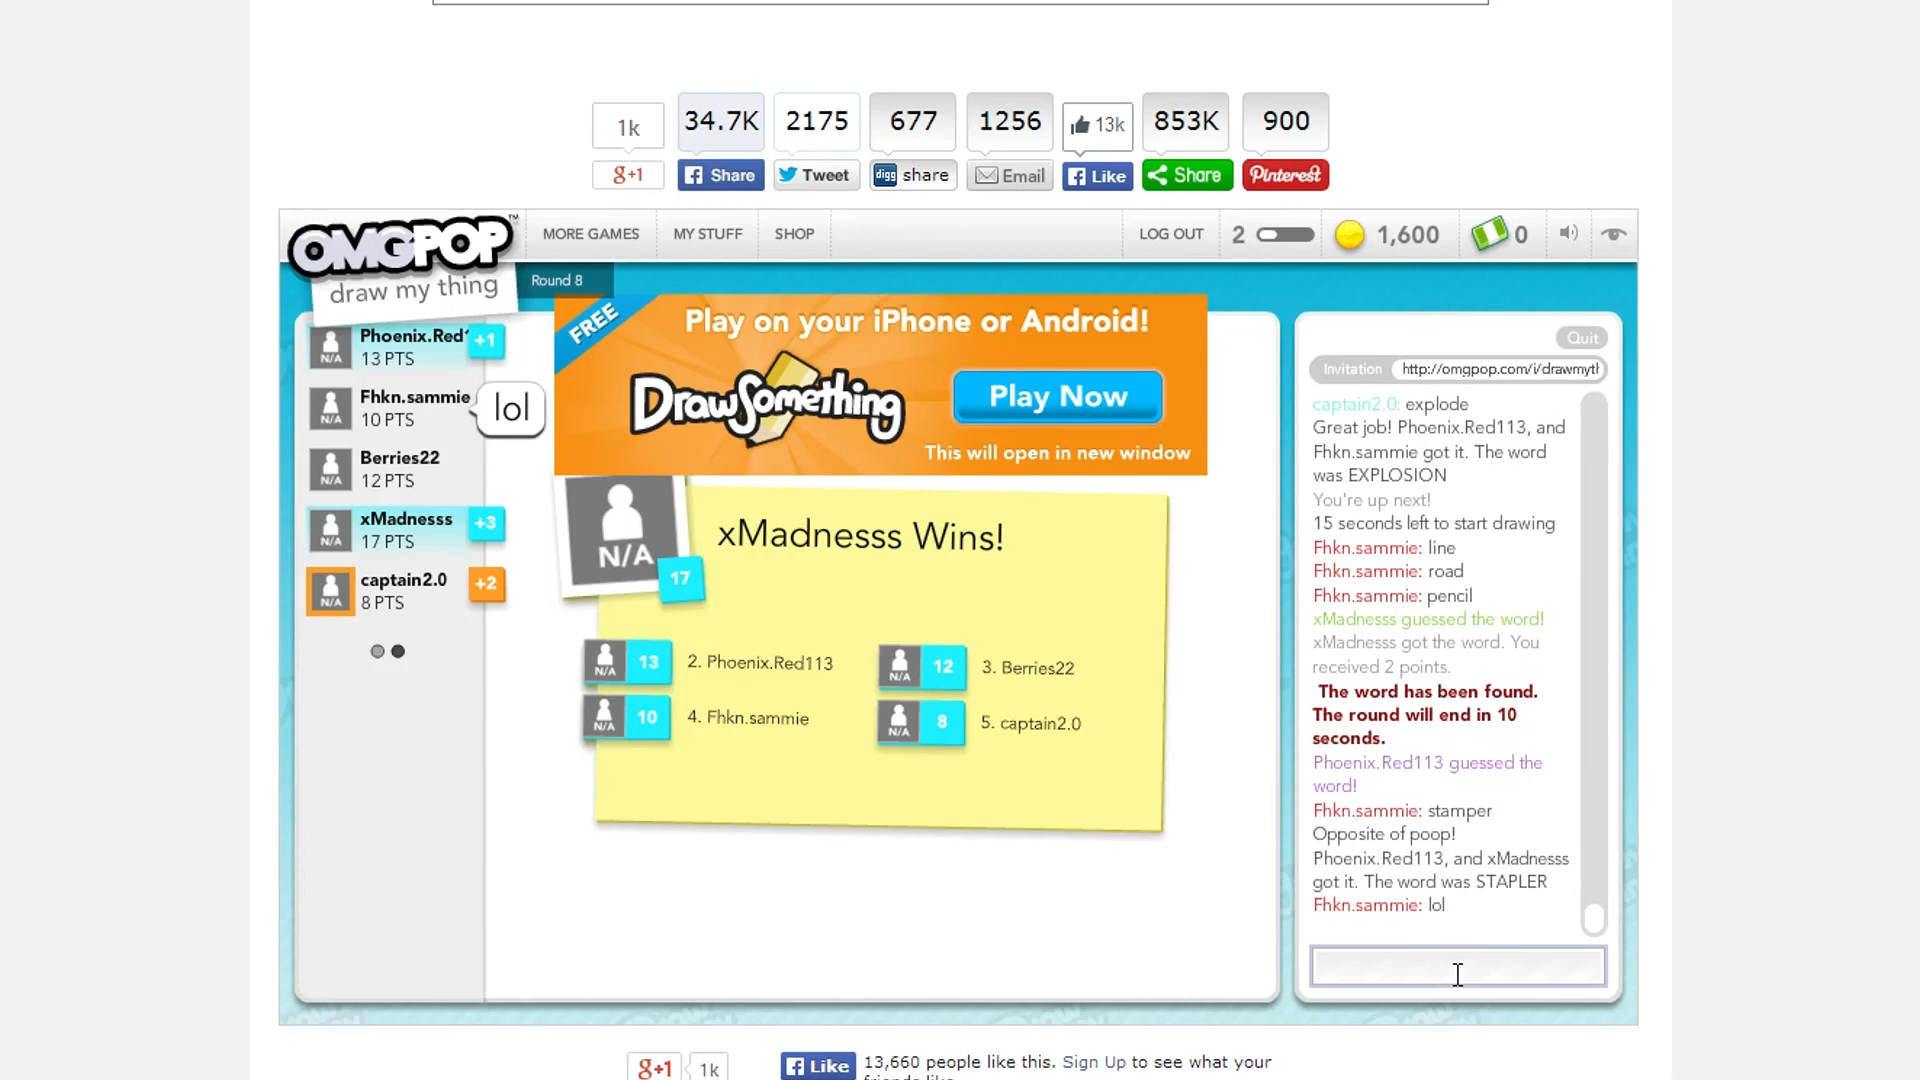 1k
34.7K
2175
677
1256
13k
853K
900
g+1
Share
Tweet
digg share
Email
Like
Share
Pinterest
OMGPOP™
draw my thing
MORE GAMES
MY STUFF
SHOP
LOG OUT
2
1,600
0
Round 8
Phoenix.Red1
13 PTS
+1
Fhkn.sammie
10 PTS
lol
Berries22
12 PTS
xMadnesss
17 PTS
+3
captain2.0
8 PTS
+2
N/A
N/A
N/A
N/A
N/A
FREE
Play on your iPhone or Android!
DrawSomething
Play Now
This will open in new window
N/A
17
xMadnesss Wins!
N/A 13 2. Phoenix.Red113
N/A 12 3. Berries22
N/A 10 4. Fhkn.sammie
N/A 8 5. captain2.0
Quit
Invitation http://omgpop.com/i/drawmyt
captain2.0: explode
Great job! Phoenix.Red113, and
Fhkn.sammie got it. The word
was EXPLOSION
You're up next!
15 seconds left to start drawing
Fhkn.sammie: line
Fhkn.sammie: road
Fhkn.sammie: pencil
xMadnesss guessed the word!
xMadnesss got the word. You
received 2 points.
The word has been found.
The round will end in 10
seconds.
Phoenix.Red113 guessed the
word!
Fhkn.sammie: stamper
Opposite of poop!
Phoenix.Red113, and xMadnesss
got it. The word was STAPLER
Fhkn.sammie: lol
g+1
1k
Like
13,660 people like this. Sign Up to see what your